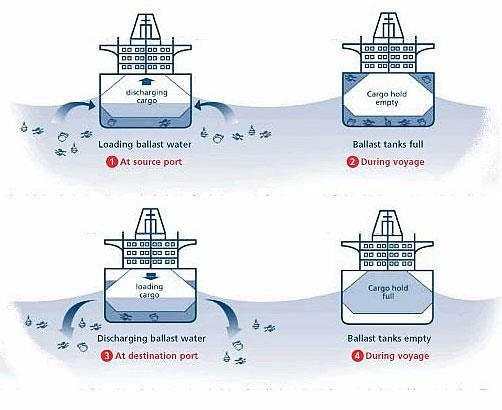 discharging
cargo
Loading ballast water
1 At source port
Cargo hold
empty
Ballast tanks full
2 During voyage
loading
cargo
Discharging ballast water
3 At destination port
Cargo hold
full
Ballast tanks empty
4 During voyage